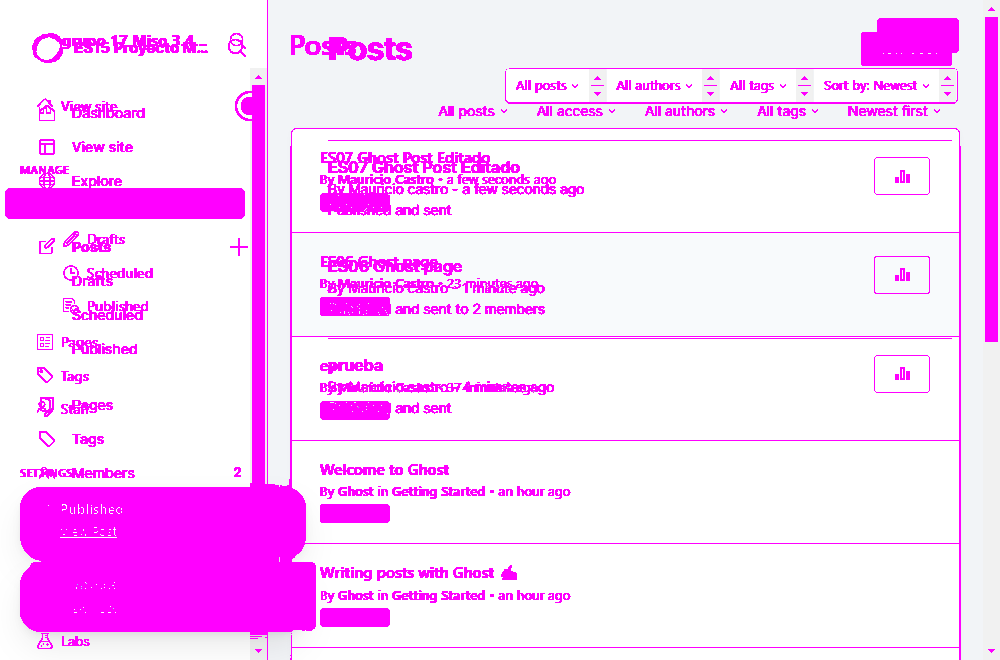 grupo 17 Miso 3 4
ES15 Proyecto M...
View site
Dashboard
View site
MANAGE
Explore
Drafts
Posts
Scheduled
Drafts
Published
Scheduled
Pages
Published
Tags
Staff
Pages
Tags
SETTINGS
Members 2
Published
View Post
Labs
Posts
Posts
All posts
All authors
All tags
Sort by: Newest
All posts
All access
All authors
All tags
Newest first
ES07 Ghost Post Editado
ES07 Ghost Post Editado
By Mauricio Castro • a few seconds ago
By Mauricio castro - a few seconds ago
Published and sent
ES06 Ghost page
ES06 Ghost page
By Mauricio Castro • 23 minutes ago
By Mauricio castro - 1 minute ago
and sent to 2 members
prueba
By Mauricio castro - 4 minutes ago
and sent
Welcome to Ghost
By Ghost in Getting Started • an hour ago
Writing posts with Ghost ✍
By Ghost in Getting Started • an hour ago